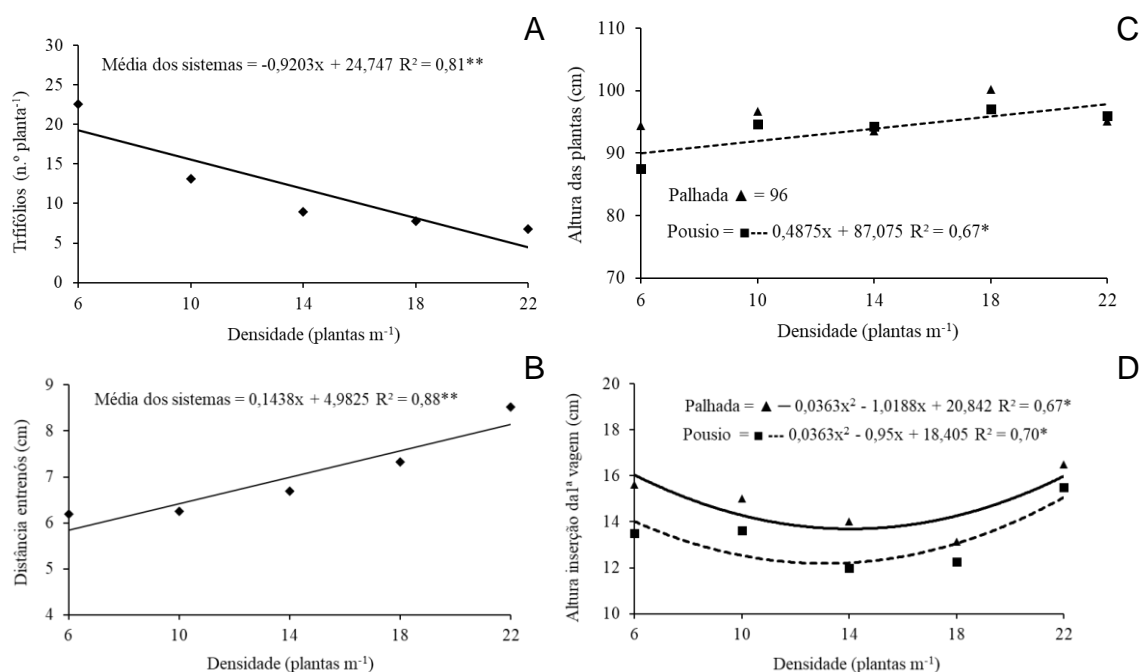 A
Média dos sistemas = -0,9203x + 24,747 R² = 0,81**
Trfifólios (n.º planta⁻¹)
30
25
20
15
10
5
0
6 10 14 18 22
Densidade (plantas m⁻¹)
C
Altura das plantas (cm)
110
100
90
80
70
Palhada ▲ = 96
Pousio = ■--- 0,4875x + 87,075 R² = 0,67*
6 10 14 18 22
Densidade (plantas m⁻¹)
B
Média dos sistemas = 0,1438x + 4,9825 R² = 0,88**
Distância entrenós (cm)
9
8
7
6
5
4
6 10 14 18 22
Densidade (plantas m⁻¹)
D
Palhada = ▲ — 0,0363x² - 1,0188x + 20,842 R² = 0,67*
Pousio = ■ --- 0,0363x² - 0,95x + 18,405 R² = 0,70*
Altura inserção da1ª vagem (cm)
16
14
12
10
6 10 14 18 22
Densidade (plantas m⁻¹)